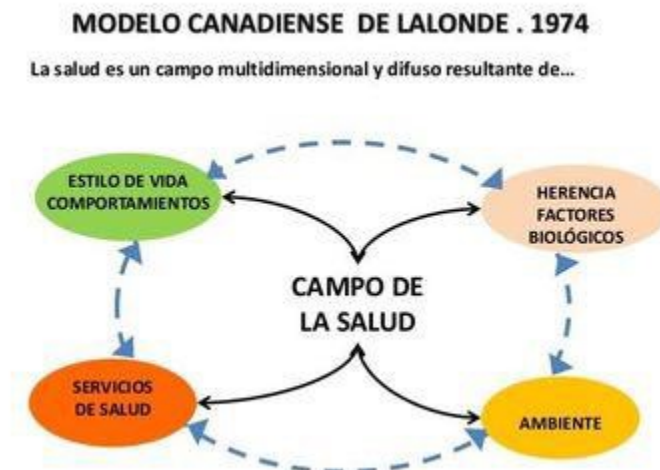 MODELO CANADIENSE DE LALONDE . 1974
La salud es un campo multidimensional y difuso resultante de...
ESTILO DE VIDA
COMPORTAMIENTOS
HERENCIA
FACTORES
BIOLÓGICOS
CAMPO DE
LA SALUD
SERVICIOS
DE SALUD
AMBIENTE